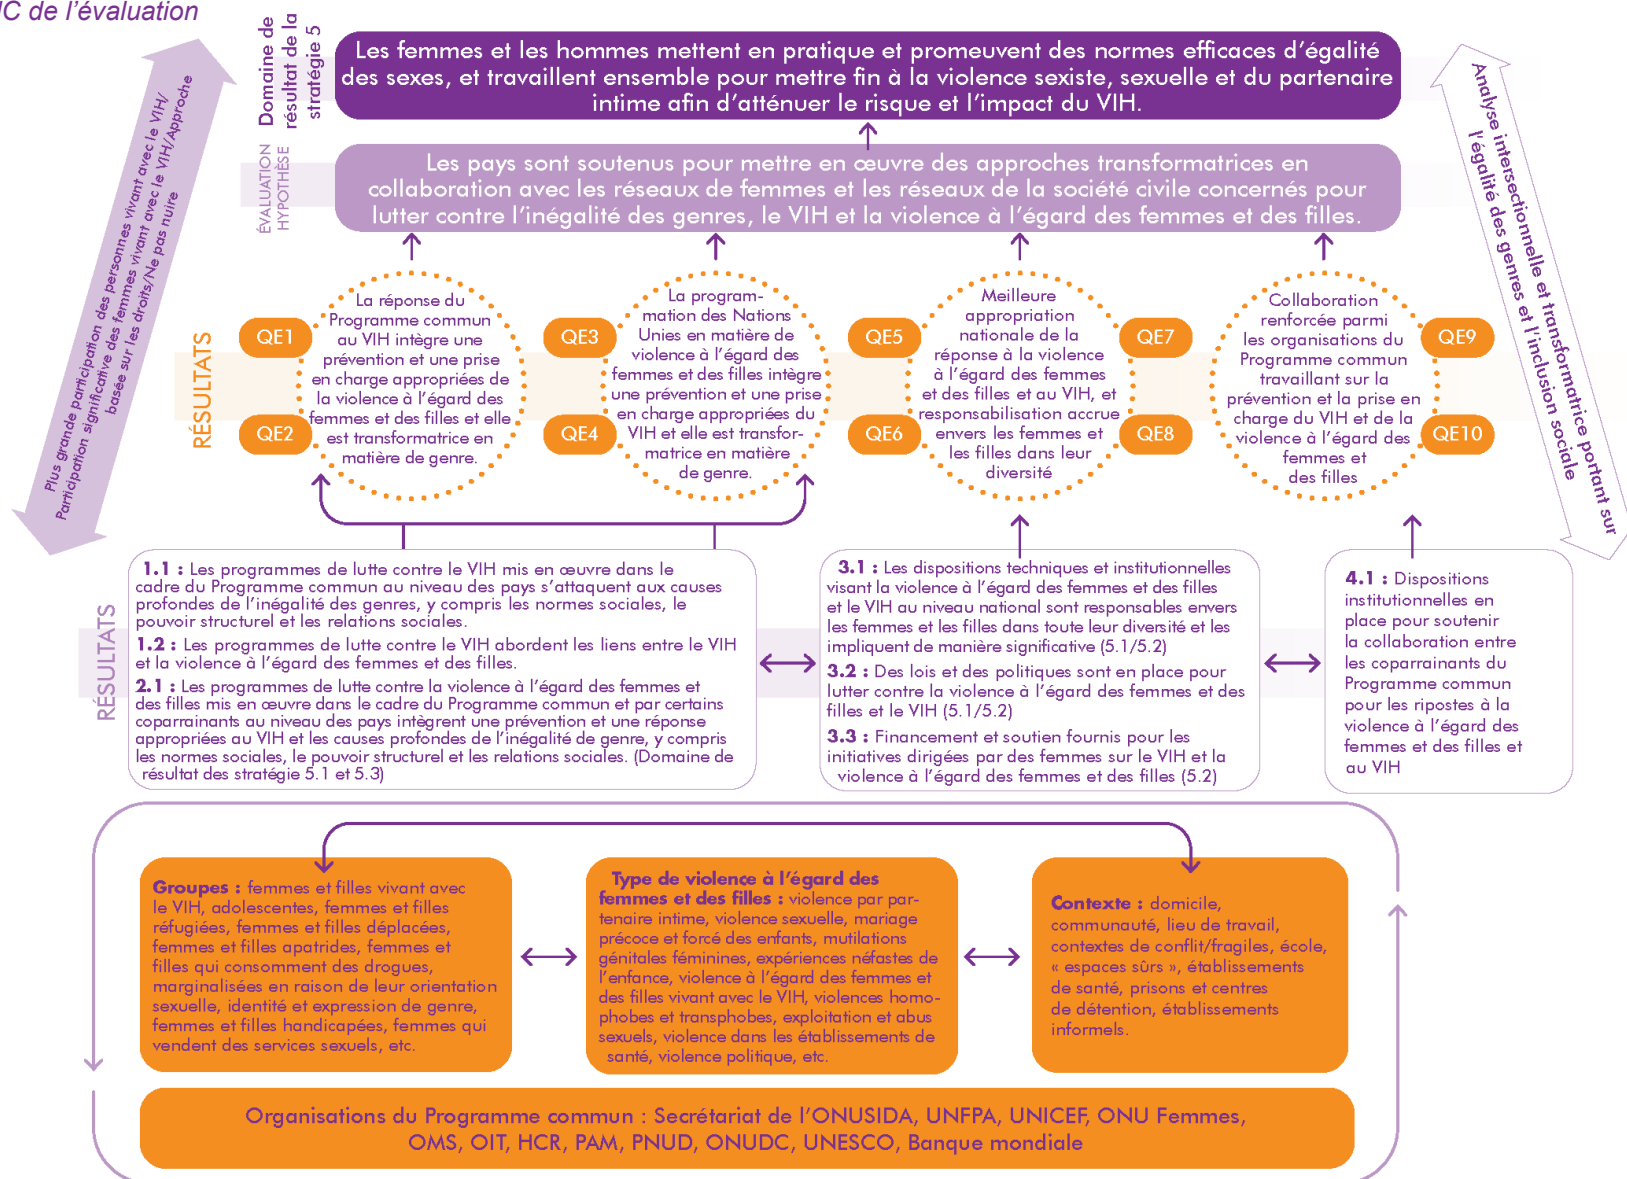 IC de l’évaluation
Domaine de
résultat de la
stratégie 5
Les femmes et les hommes mettent en pratique et promeuvent des normes efficaces d’égalité
des sexes, et travaillent ensemble pour mettre fin à la violence sexiste, sexuelle et du partenaire
intime afin d’atténuer le risque et l’impact du VIH.
ÉVALUATION
HYPOTHÈSE
Les pays sont soutenus pour mettre en œuvre des approches transformatrices en
collaboration avec les réseaux de femmes et les réseaux de la société civile concernés pour
lutter contre l’inégalité des genres, le VIH et la violence à l’égard des femmes et des filles.
Plus grande participation des personnes vivant avec le VIH/
Participation significative des femmes vivant avec le VIH/Approche
basée sur les droits/Ne pas nuire
Analyse intersectionnelle et transformatrice portant sur
l’égalité des genres et l’inclusion sociale
RÉSULTATS
QE1
QE2
La réponse du
Programme commun
au VIH intègre une
prévention et une prise
en charge appropriées de
la violence à l’égard des
femmes et des filles et elle
est transformatrice en
matière de genre.
QE3
QE4
La program-
mation des Nations
Unies en matière de
violence à l’égard des
femmes et des filles intègre
une prévention et une prise
en charge appropriées du
VIH et elle est transfor-
matrice en matière
de genre.
QE5
QE6
Meilleure
appropriation
nationale de la
réponse à la violence
à l’égard des femmes
et des filles et au VIH, et
responsabilisation accrue
envers les femmes et
les filles dans leur
diversité
QE7
QE8
Collaboration
renforcée parmi
les organisations du
Programme commun
travaillant sur la
prévention et la prise en
charge du VIH et de la
violence à l’égard des
femmes et
des filles
QE9
QE10
RÉSULTATS
1.1 : Les programmes de lutte contre le VIH mis en œuvre dans le
cadre du Programme commun au niveau des pays s’attaquent aux causes
profondes de l’inégalité des genres, y compris les normes sociales, le
pouvoir structurel et les relations sociales.
1.2 : Les programmes de lutte contre le VIH abordent les liens entre le VIH
et la violence à l’égard des femmes et des filles.
2.1 : Les programmes de lutte contre la violence à l’égard des femmes et
des filles mis en œuvre dans le cadre du Programme commun et par certains
coparrainants au niveau des pays intègrent une prévention et une réponse
appropriées au VIH et les causes profondes de l’inégalité de genre, y compris
les normes sociales, le pouvoir structurel et les relations sociales. (Domaine de
résultat des stratégie 5.1 et 5.3)
3.1 : Les dispositions techniques et institutionnelles
visant la violence à l’égard des femmes et des filles
et le VIH au niveau national sont responsables envers
les femmes et les filles dans toute leur diversité et les
impliquent de manière significative (5.1/5.2)
3.2 : Des lois et des politiques sont en place pour
lutter contre la violence à l’égard des femmes et des
filles et le VIH (5.1/5.2)
3.3 : Financement et soutien fournis pour les
initiatives dirigées par des femmes sur le VIH et la
violence à l’égard des femmes et des filles (5.2)
4.1 : Dispositions
institutionnelles en
place pour soutenir
la collaboration entre
les coparrainants du
Programme commun
pour les ripostes à la
violence à l’égard des
femmes et des filles et
au VIH
Groupes : femmes et filles vivant avec
le VIH, adolescentes, femmes et filles
réfugiées, femmes et filles déplacées,
femmes et filles apatrides, femmes et
filles qui consomment des drogues,
marginalisées en raison de leur orientation
sexuelle, identité et expression de genre,
femmes et filles handicapées, femmes qui
vendent des services sexuels, etc.
Type de violence à l’égard des
femmes et des filles : violence par par-
tenaire intime, violence sexuelle, mariage
précoce et forcé des enfants, mutilations
génitales féminines, expériences néfastes de
l’enfance, violence à l’égard des femmes et
des filles vivant avec le VIH, violences homo-
phobes et transphobes, exploitation et abus
sexuels, violence dans les établissements de
santé, violence politique, etc.
Contexte : domicile,
communauté, lieu de travail,
contextes de conflit/fragiles, école,
« espaces sûrs », établissements
de santé, prisons et centres
de détention, établissements
informels.
Organisations du Programme commun : Secrétariat de l’ONUSIDA, UNFPA, UNICEF, ONU Femmes,
OMS, OIT, HCR, PAM, PNUD, ONUDC, UNESCO, Banque mondiale